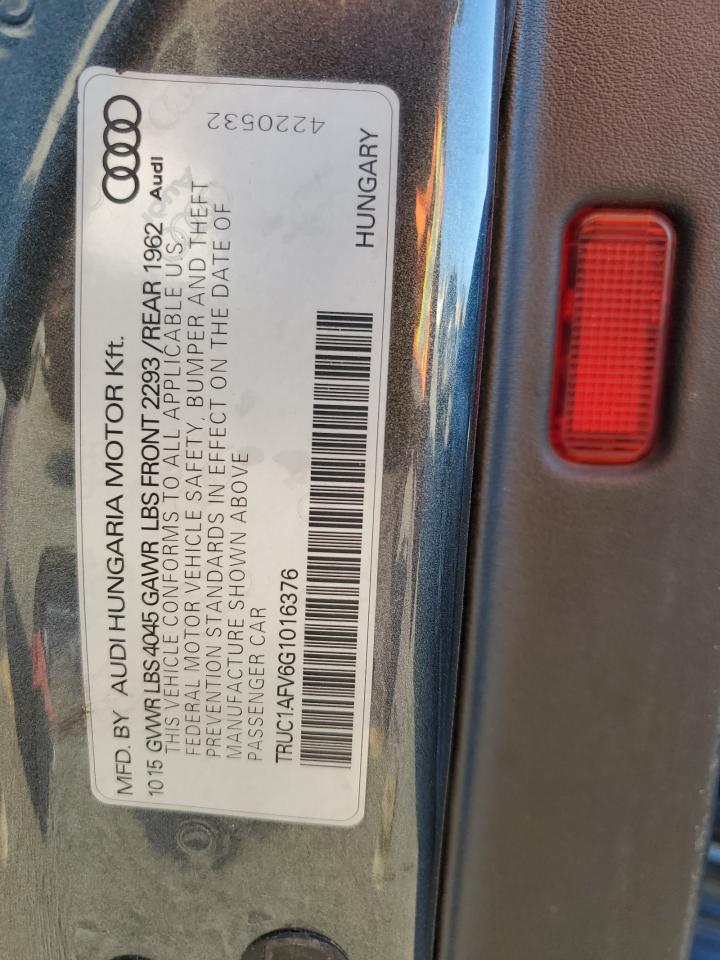 MFD. BY AUDI HUNGARIA MOTOR Kft.
1015 GVWR LBS 4045 GAWR LBS FRONT 2293 /REAR 1962 Audi
THIS VEHICLE CONFORMS TO ALL APPLICABLE U.S.
FEDERAL MOTOR VEHICLE SAFETY, BUMPER AND THEFT
PREVENTION STANDARDS IN EFFECT ON THE DATE OF
MANUFACTURE SHOWN ABOVE
PASSENGER CAR
TRUC1AFV6G1016376
HUNGARY
4220532